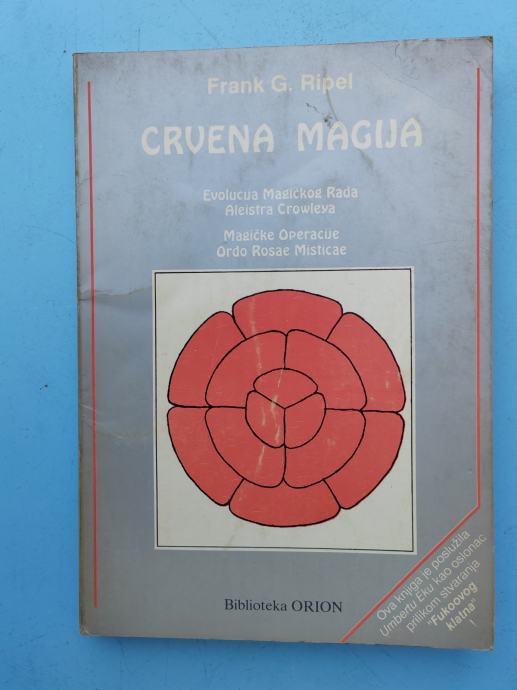 Frank G. Ripel
CRVENA MAGIJA
Evolucija Magičkog Rada
Aleistra Crowleya
Magičke Operacije
Ordo Rosae Misticae
Biblioteka ORION
Ova knjiga je poslužila
Umbertu Eku kao oslonac
prilikom stvaranja
"Fukoovog
klatna"
!